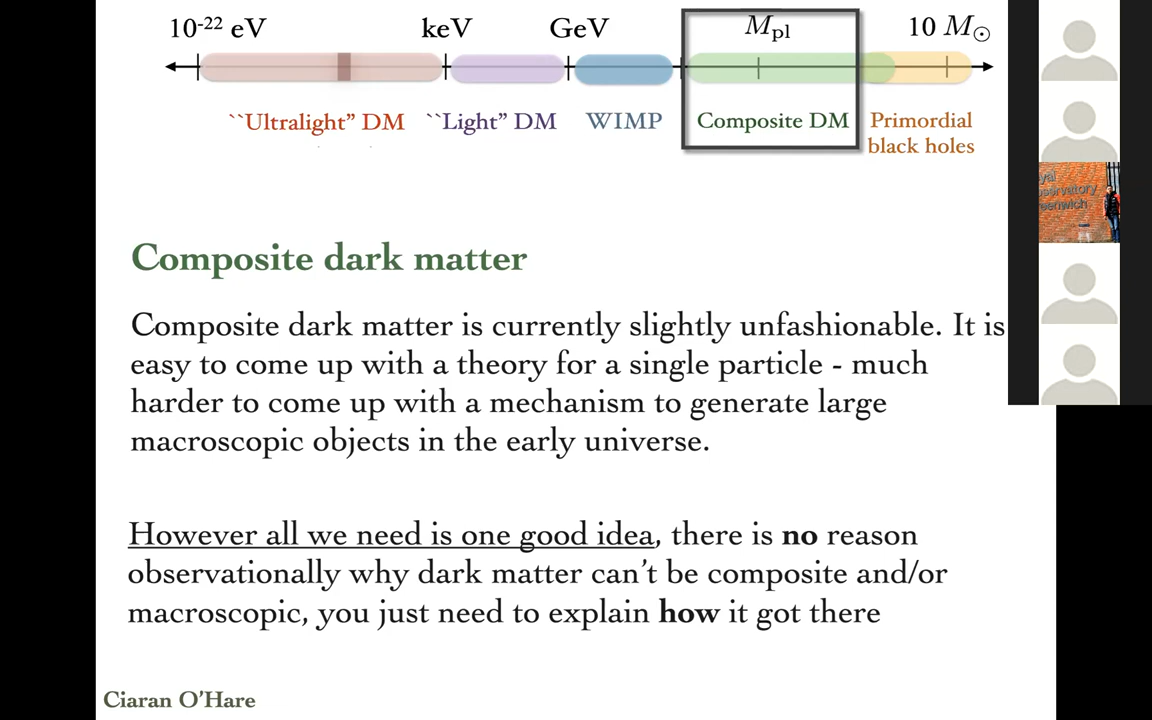 10-22 eV keV GeV Mpl 10 M⊙
``Ultralight” DM ``Light” DM WIMP Composite DM Primordial
black holes
yal
servatory
eenwich
Composite dark matter
Composite dark matter is currently slightly unfashionable. It is
easy to come up with a theory for a single particle - much
harder to come up with a mechanism to generate large
macroscopic objects in the early universe.
However all we need is one good idea, there is no reason
observationally why dark matter can’t be composite and/or
macroscopic, you just need to explain how it got there
Ciaran O’Hare